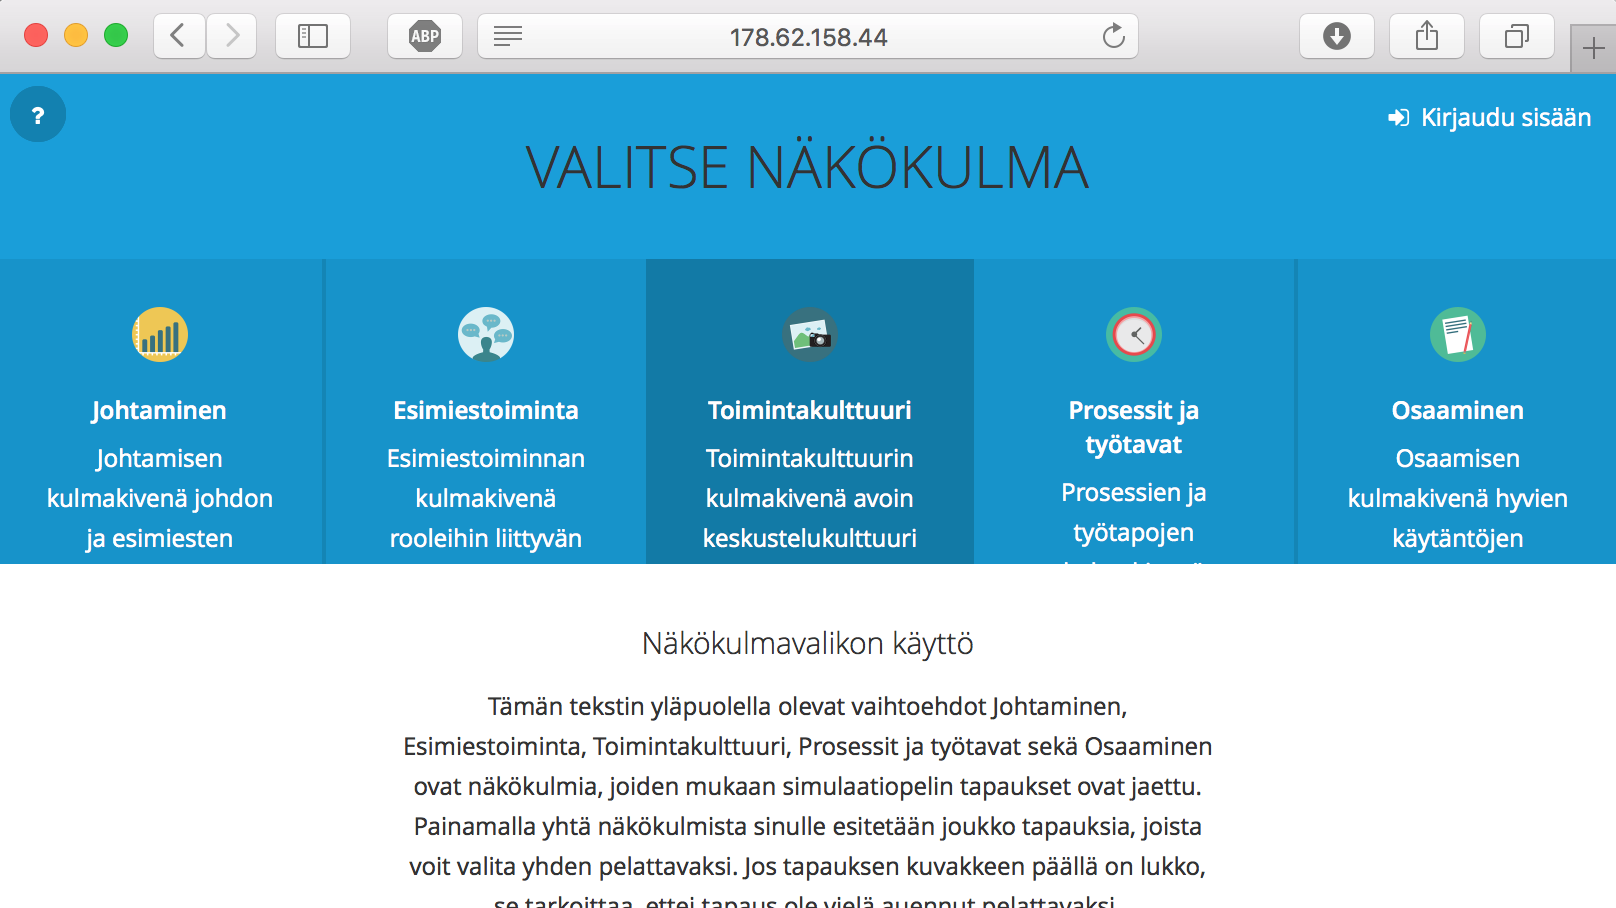 ABP
178.62.158.44
?
Kirjaudu sisään
VALITSE NÄKÖKULMA
Johtaminen
Johtamisen
kulmakivenä johdon
ja esimiesten
Esimiestoiminta
Esimiestoiminnan
kulmakivenä
rooleihin liittyvän
Toimintakulttuuri
Toimintakulttuurin
kulmakivenä avoin
keskustelukulttuuri
Prosessit ja
työtavat
Prosessien ja
työtapojen
Osaaminen
Osaamisen
kulmakivenä hyvien
käytäntöjen
Näkökulmavalikon käyttö
Tämän tekstin yläpuolella olevat vaihtoehdot Johtaminen,
Esimiestoiminta, Toimintakulttuuri, Prosessit ja työtavat sekä Osaaminen
ovat näkökulmia, joiden mukaan simulaatiopelin tapaukset ovat jaettu.
Painamalla yhtä näkökulmista sinulle esitetään joukko tapauksia, joista
voit valita yhden pelattavaksi. Jos tapauksen kuvakkeen päällä on lukko,
se tarkoittaa, ettei tapaus ole vielä auennut pelattavaksi.